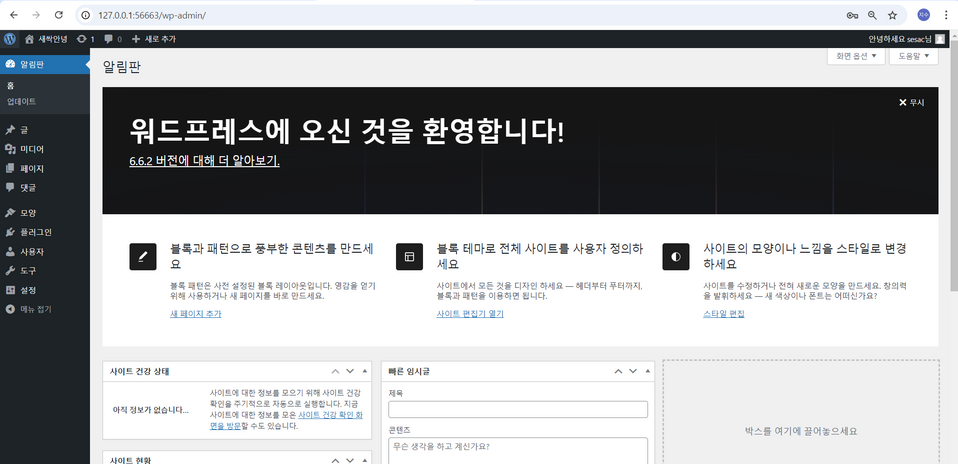 127.0.0.1:56663/wp-admin/
지수
새싹안녕 1 0 새로 추가
안녕하세요 sesac님
알림판
홈
업데이트
글
미디어
페이지
댓글
모양
플러그인
사용자
도구
설정
메뉴 접기
알림판
화면 옵션
도움말
무시
워드프레스에 오신 것을 환영합니다!
6.6.2 버전에 대해 더 알아보기.
블록과 패턴으로 풍부한 콘텐츠를 만드세
요
블록 패턴은 사전 설정된 블록 레이아웃입니다. 영감을 얻기
위해 사용하거나 새 페이지를 바로 만드세요.
새 페이지 추가
블록 테마로 전체 사이트를 사용자 정의하
세요
사이트에서 모든 것을 디자인 하세요 — 헤더부터 푸터까지,
블록과 패턴을 이용하면 됩니다.
사이트 편집기 열기
사이트의 모양이나 느낌을 스타일로 변경
하세요
사이트를 수정하거나 전혀 새로운 모양을 만드세요. 창의력
을 발휘하세요 — 새 색상이나 폰트는 어떠신가요?
스타일 편집
사이트 건강 상태
아직 정보가 없습니다...
사이트에 대한 정보를 모으기 위해 사이트 건강
확인을 주기적으로 자동으로 실행합니다. 지금
사이트에 대한 정보를 모은 사이트 건강 확인 화
면을 방문할 수도 있습니다.
사이트 현황
빠른 임시글
제목
콘텐츠
무슨 생각을 하고 계신가요?
박스를 여기에 끌어놓으세요